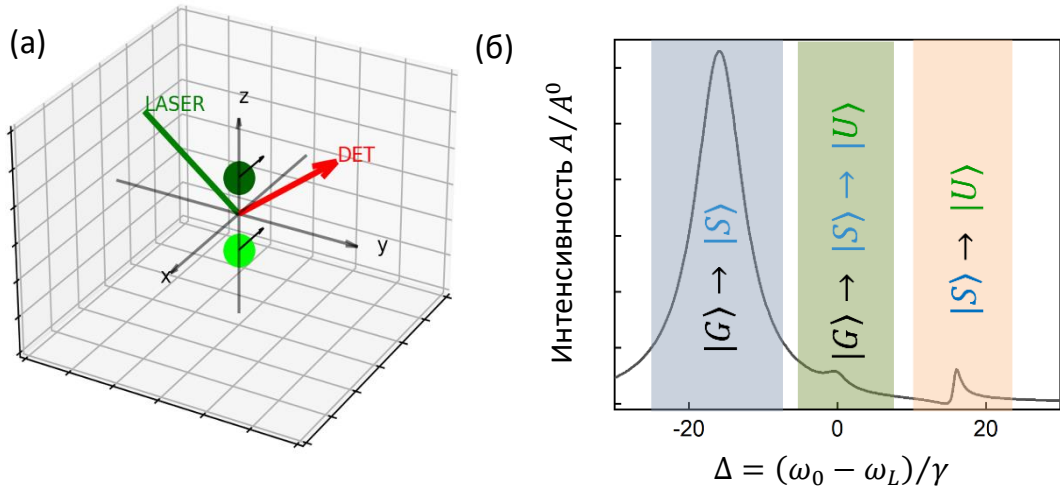 (а)
LASER
z
DET
y
x
(б)
Интенсивность A/A⁰
|G⟩ → |S⟩
|G⟩ → |S⟩ → |U⟩
|S⟩ → |U⟩
-20
0
20
Δ = (ω₀ − ω_L)/γ